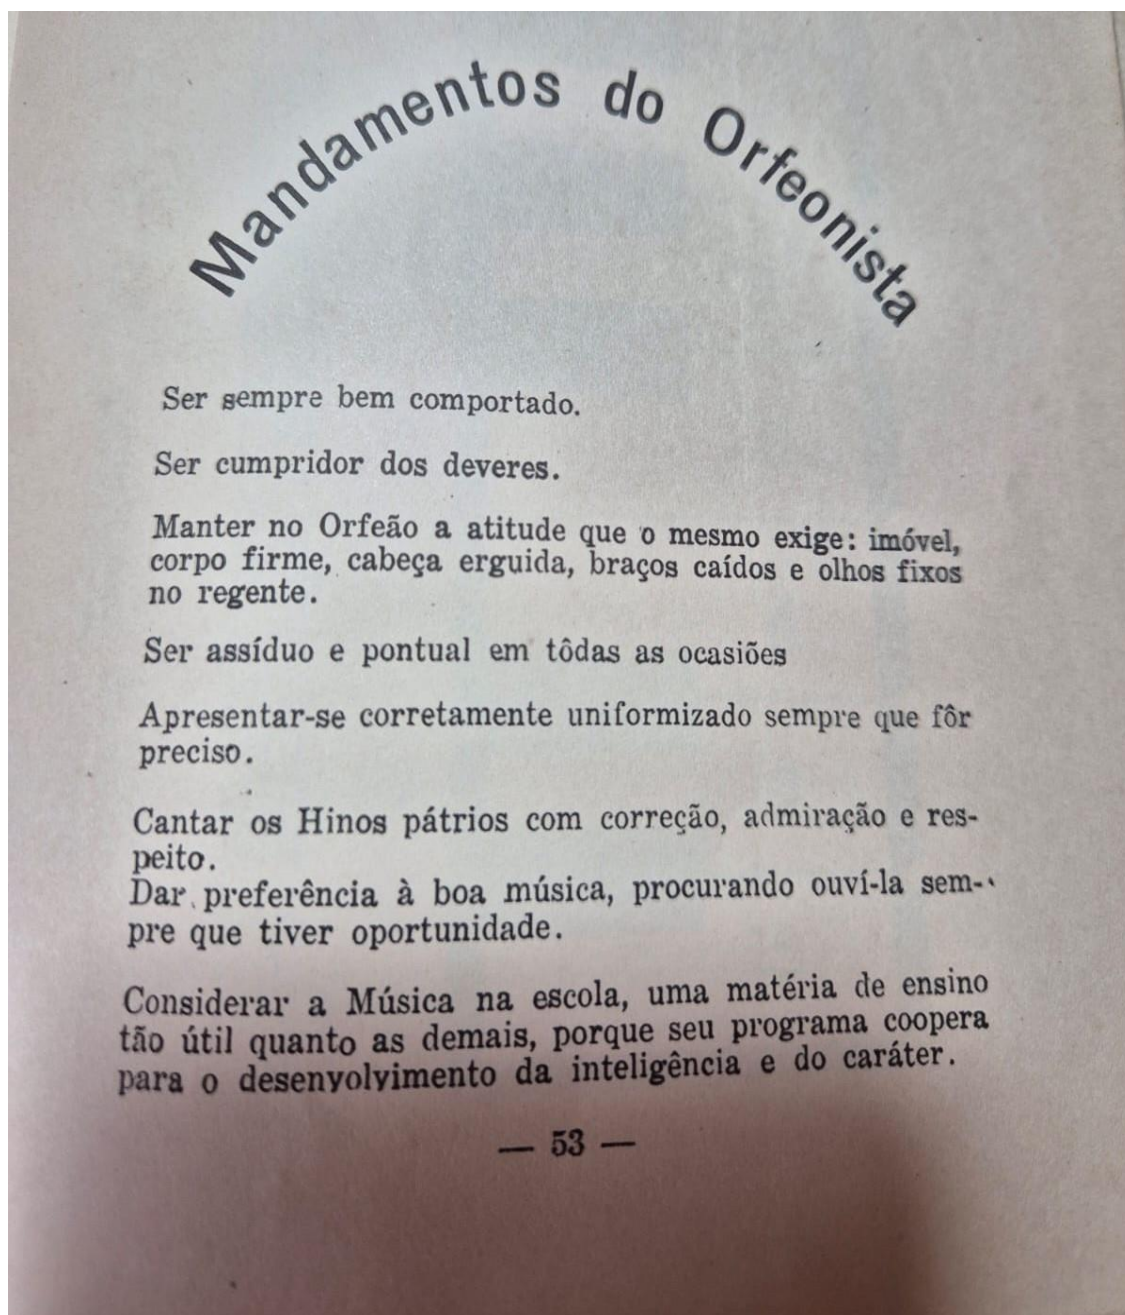 Mandamentos do Orfeonista
Ser sempre bem comportado.
Ser cumpridor dos deveres.
Manter no Orfeão a atitude que o mesmo exige: imóvel,
corpo firme, cabeça erguida, braços caídos e olhos fixos
no regente.
Ser assíduo e pontual em tôdas as ocasiões
Apresentar-se corretamente uniformizado sempre que fôr
preciso.
Cantar os Hinos pátrios com correção, admiração e res-
peito.
Dar preferência à boa música, procurando ouví-la sem-
pre que tiver oportunidade.
Considerar a Música na escola, uma matéria de ensino
tão útil quanto as demais, porque seu programa coopera
para o desenvolvimento da inteligência e do caráter.
— 53 —